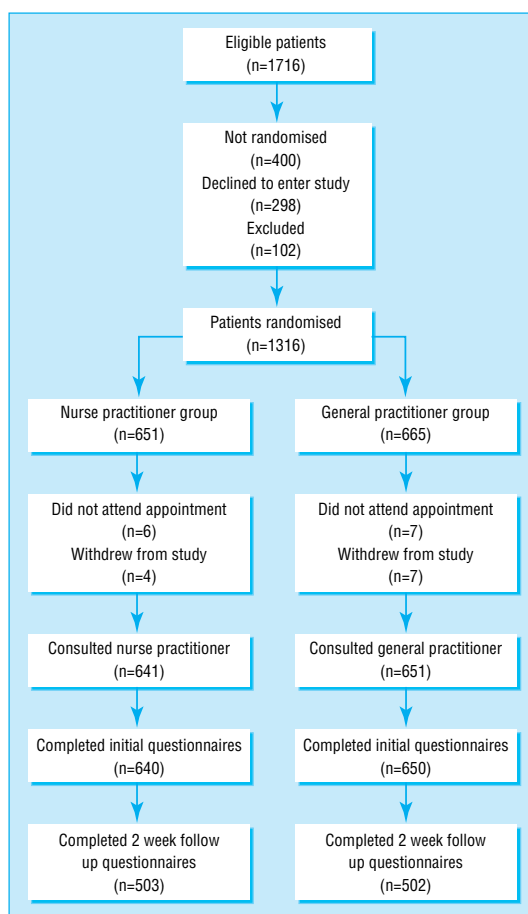 Eligible patients
(n=1716)
Not randomised
(n=400)
Declined to enter study
(n=298)
Excluded
(n=102)
Patients randomised
(n=1316)
Nurse practitioner group
(n=651)
General practitioner group
(n=665)
Did not attend appointment
(n=6)
Withdrew from study
(n=4)
Did not attend appointment
(n=7)
Withdrew from study
(n=7)
Consulted nurse practitioner
(n=641)
Consulted general practitioner
(n=651)
Completed initial questionnaires
(n=640)
Completed initial questionnaires
(n=650)
Completed 2 week follow
up questionnaires
(n=503)
Completed 2 week follow
up questionnaires
(n=502)